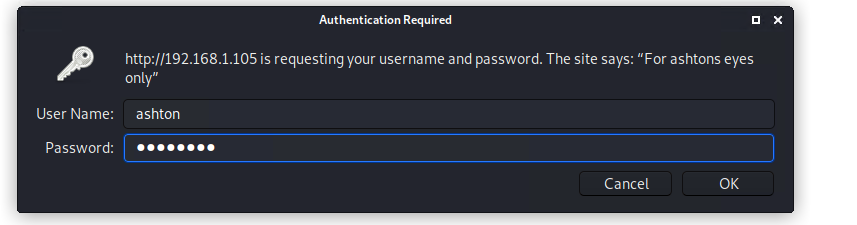 Authentication Required
http://192.168.1.105 is requesting your username and password. The site says: “For ashtons eyes
only”
User Name: ashton
Password: ●●●●●●●●
Cancel OK